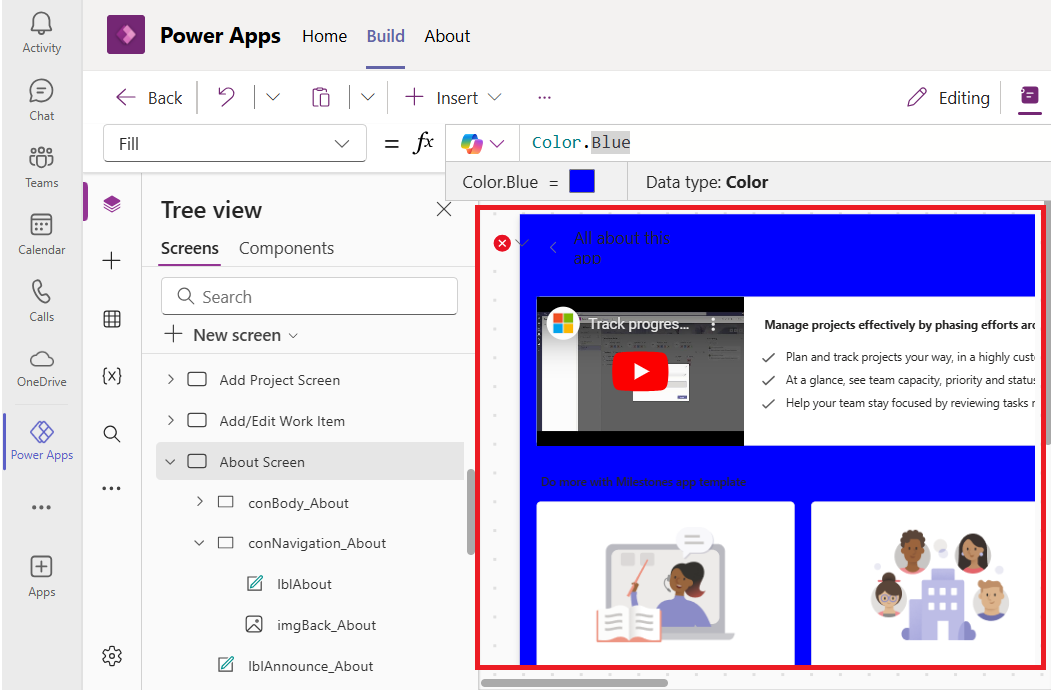 Activity
Chat
Teams
Calendar
Calls
OneDrive
Power Apps
Apps
Power Apps Home Build About
Back Insert Editing
Fill = fx Color.Blue
Color.Blue = Data type: Color
Tree view
Screens Components
Search
New screen
Add Project Screen
Add/Edit Work Item
About Screen
conBody_About
conNavigation_About
lblAbout
imgBack_About
lblAnnounce_About
All about this
app
Track progres...
Manage projects effectively by phasing efforts
Plan and track projects your way, in a highly
At a glance, see team capacity, priority and status
Help your team stay focused by reviewing tasks
Do more with Milestones app template